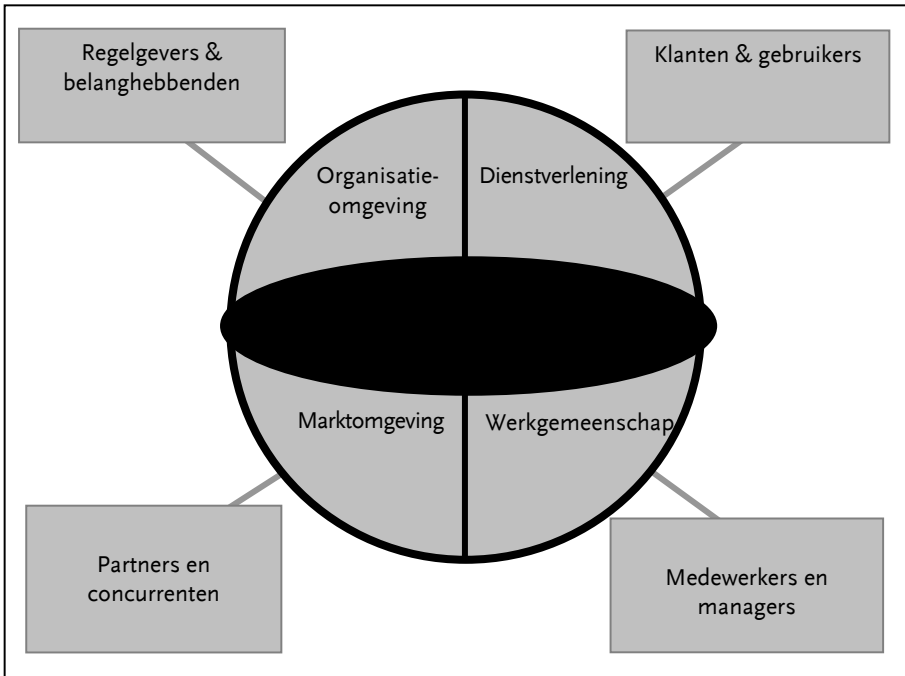 Regelgevers &
belanghebbenden
Klanten & gebruikers
Organisatie-
omgeving
Dienstverlening
Marktomgeving
Werkgemeenschap
Partners en
concurrenten
Medewerkers en
managers